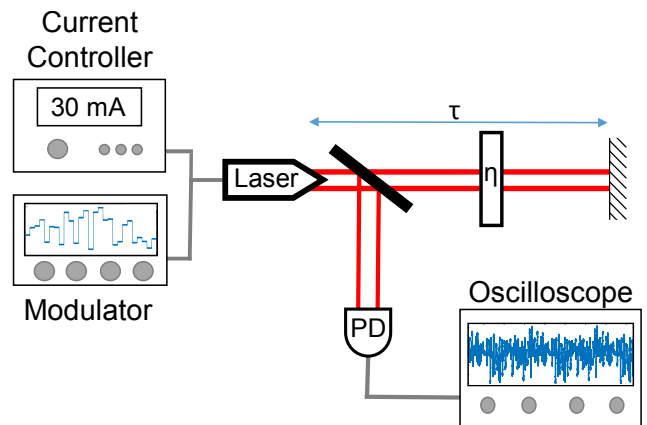 Current
Controller
30 mA
τ
Laser
η
Modulator
PD
Oscilloscope